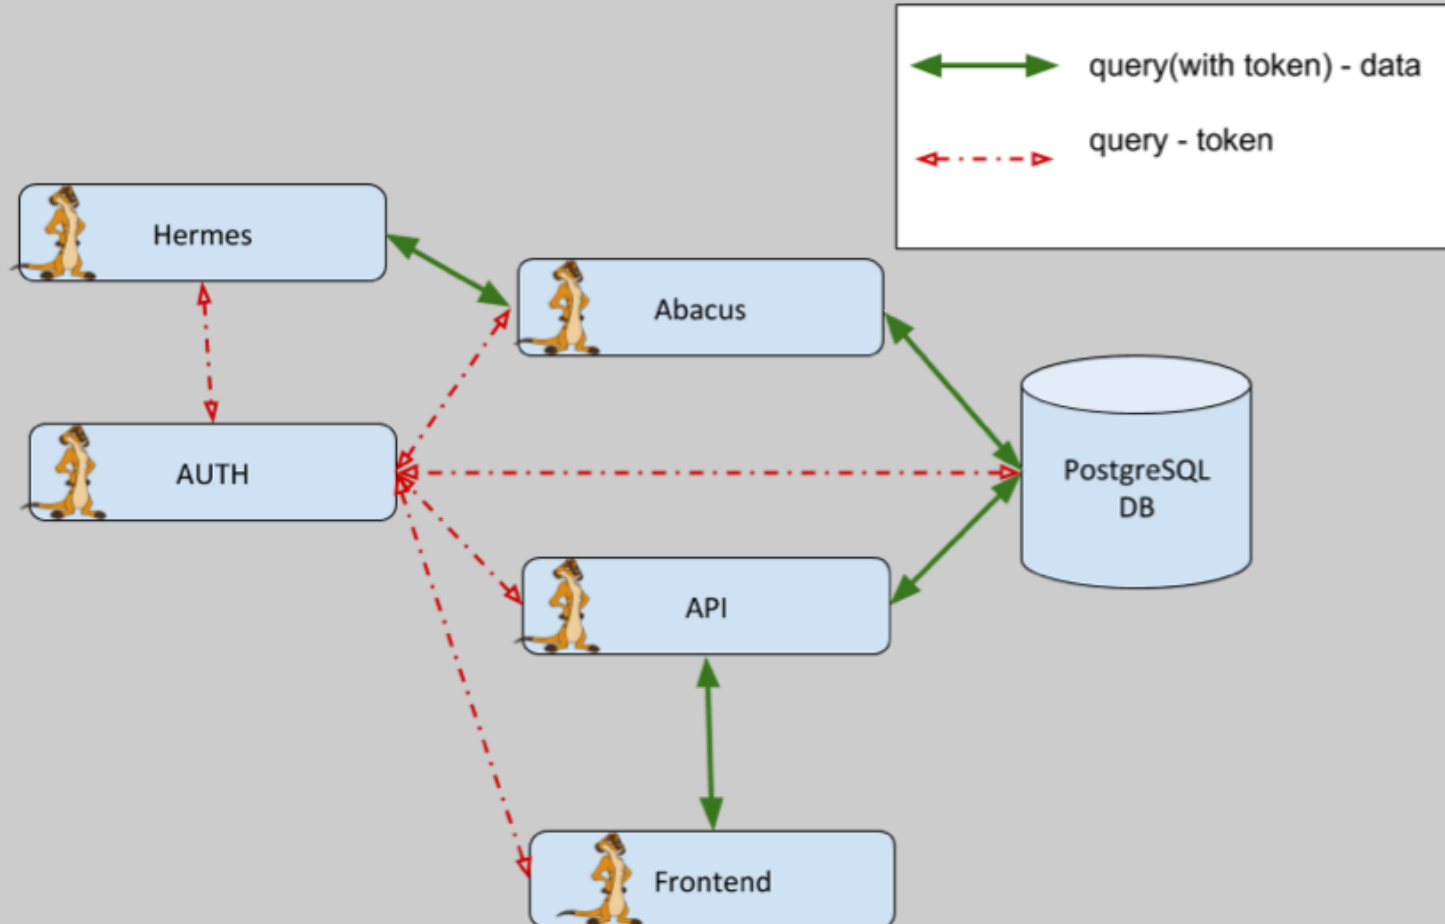 query(with token) - data
query - token
Hermes
Abacus
AUTH
PostgreSQL
DB
API
Frontend